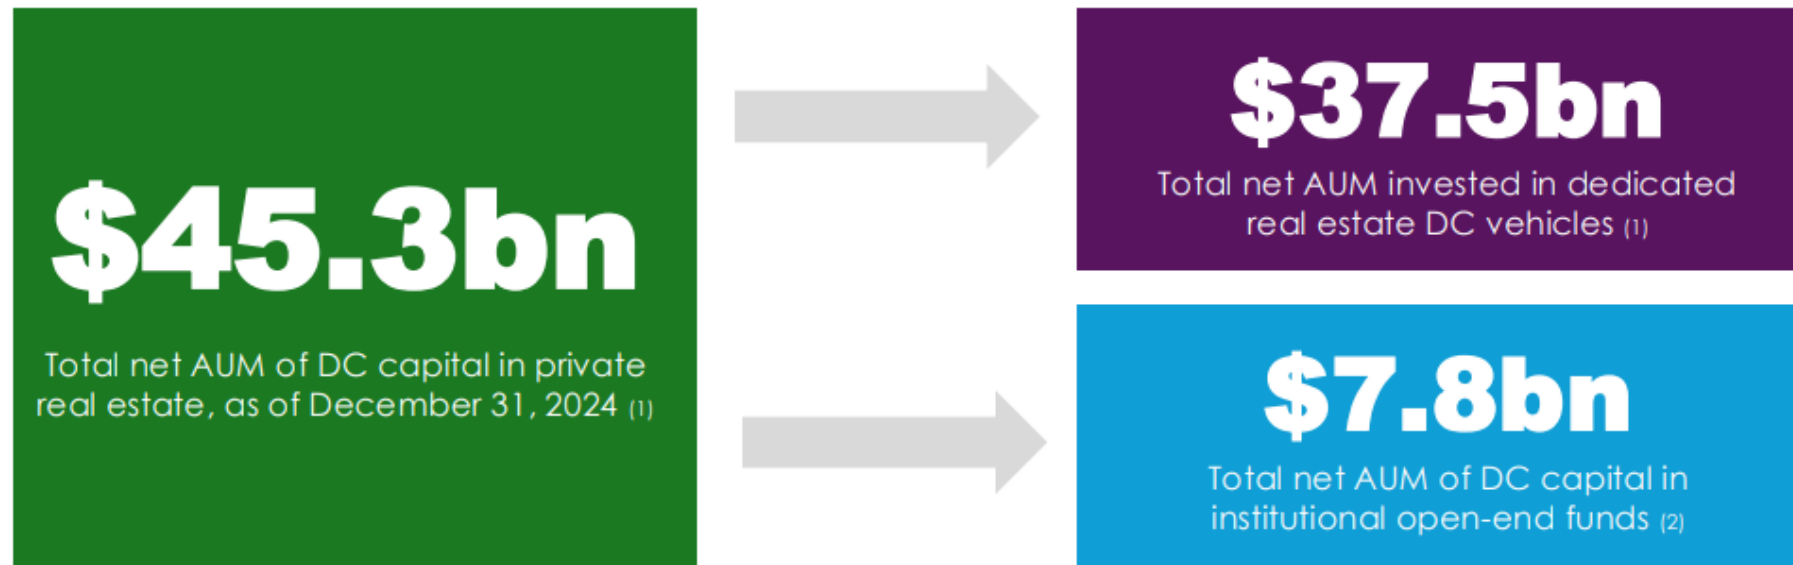 $45.3bn
Total net AUM of DC capital in private
real estate, as of December 31, 2024 (1)
$37.5bn
Total net AUM invested in dedicated
real estate DC vehicles (1)
$7.8bn
Total net AUM of DC capital in
institutional open-end funds (2)